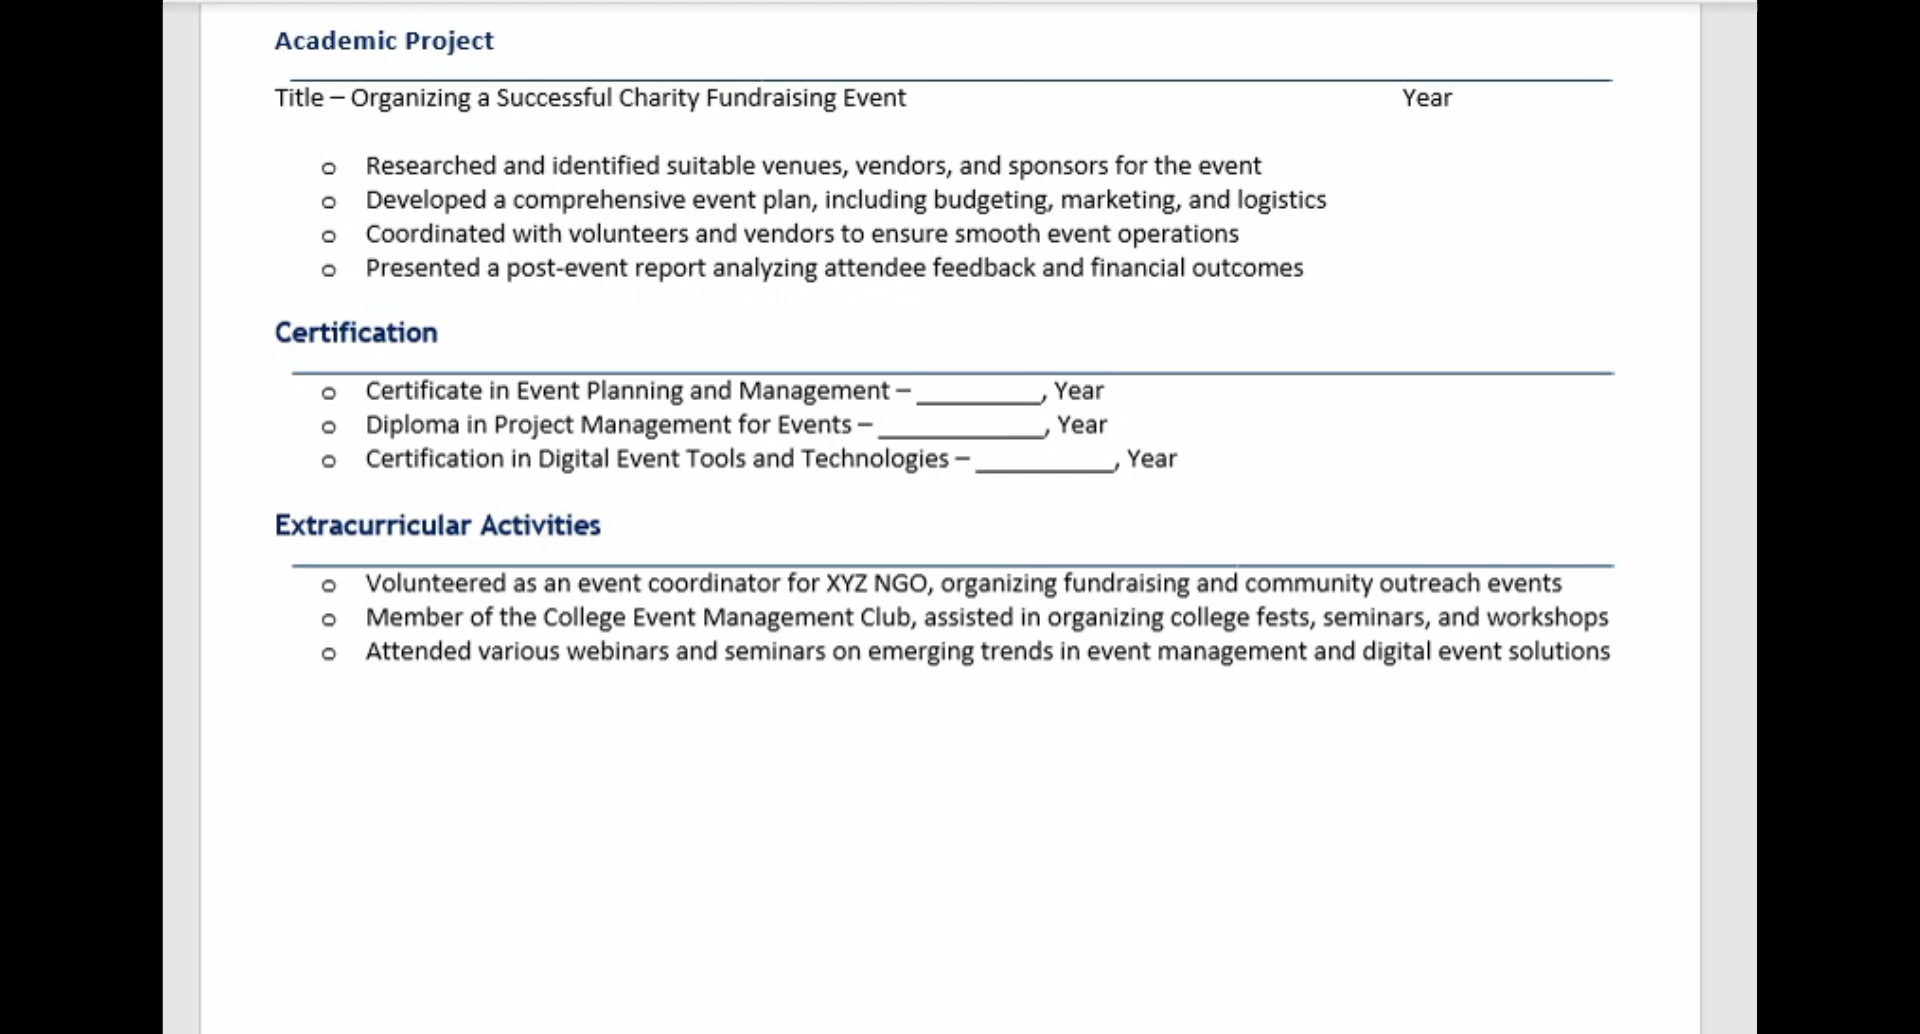 Academic Project
Title – Organizing a Successful Charity Fundraising Event Year
o Researched and identified suitable venues, vendors, and sponsors for the event
o Developed a comprehensive event plan, including budgeting, marketing, and logistics
o Coordinated with volunteers and vendors to ensure smooth event operations
o Presented a post-event report analyzing attendee feedback and financial outcomes
Certification
o Certificate in Event Planning and Management – _________, Year
o Diploma in Project Management for Events – ____________, Year
o Certification in Digital Event Tools and Technologies – __________, Year
Extracurricular Activities
o Volunteered as an event coordinator for XYZ NGO, organizing fundraising and community outreach events
o Member of the College Event Management Club, assisted in organizing college fests, seminars, and workshops
o Attended various webinars and seminars on emerging trends in event management and digital event solutions